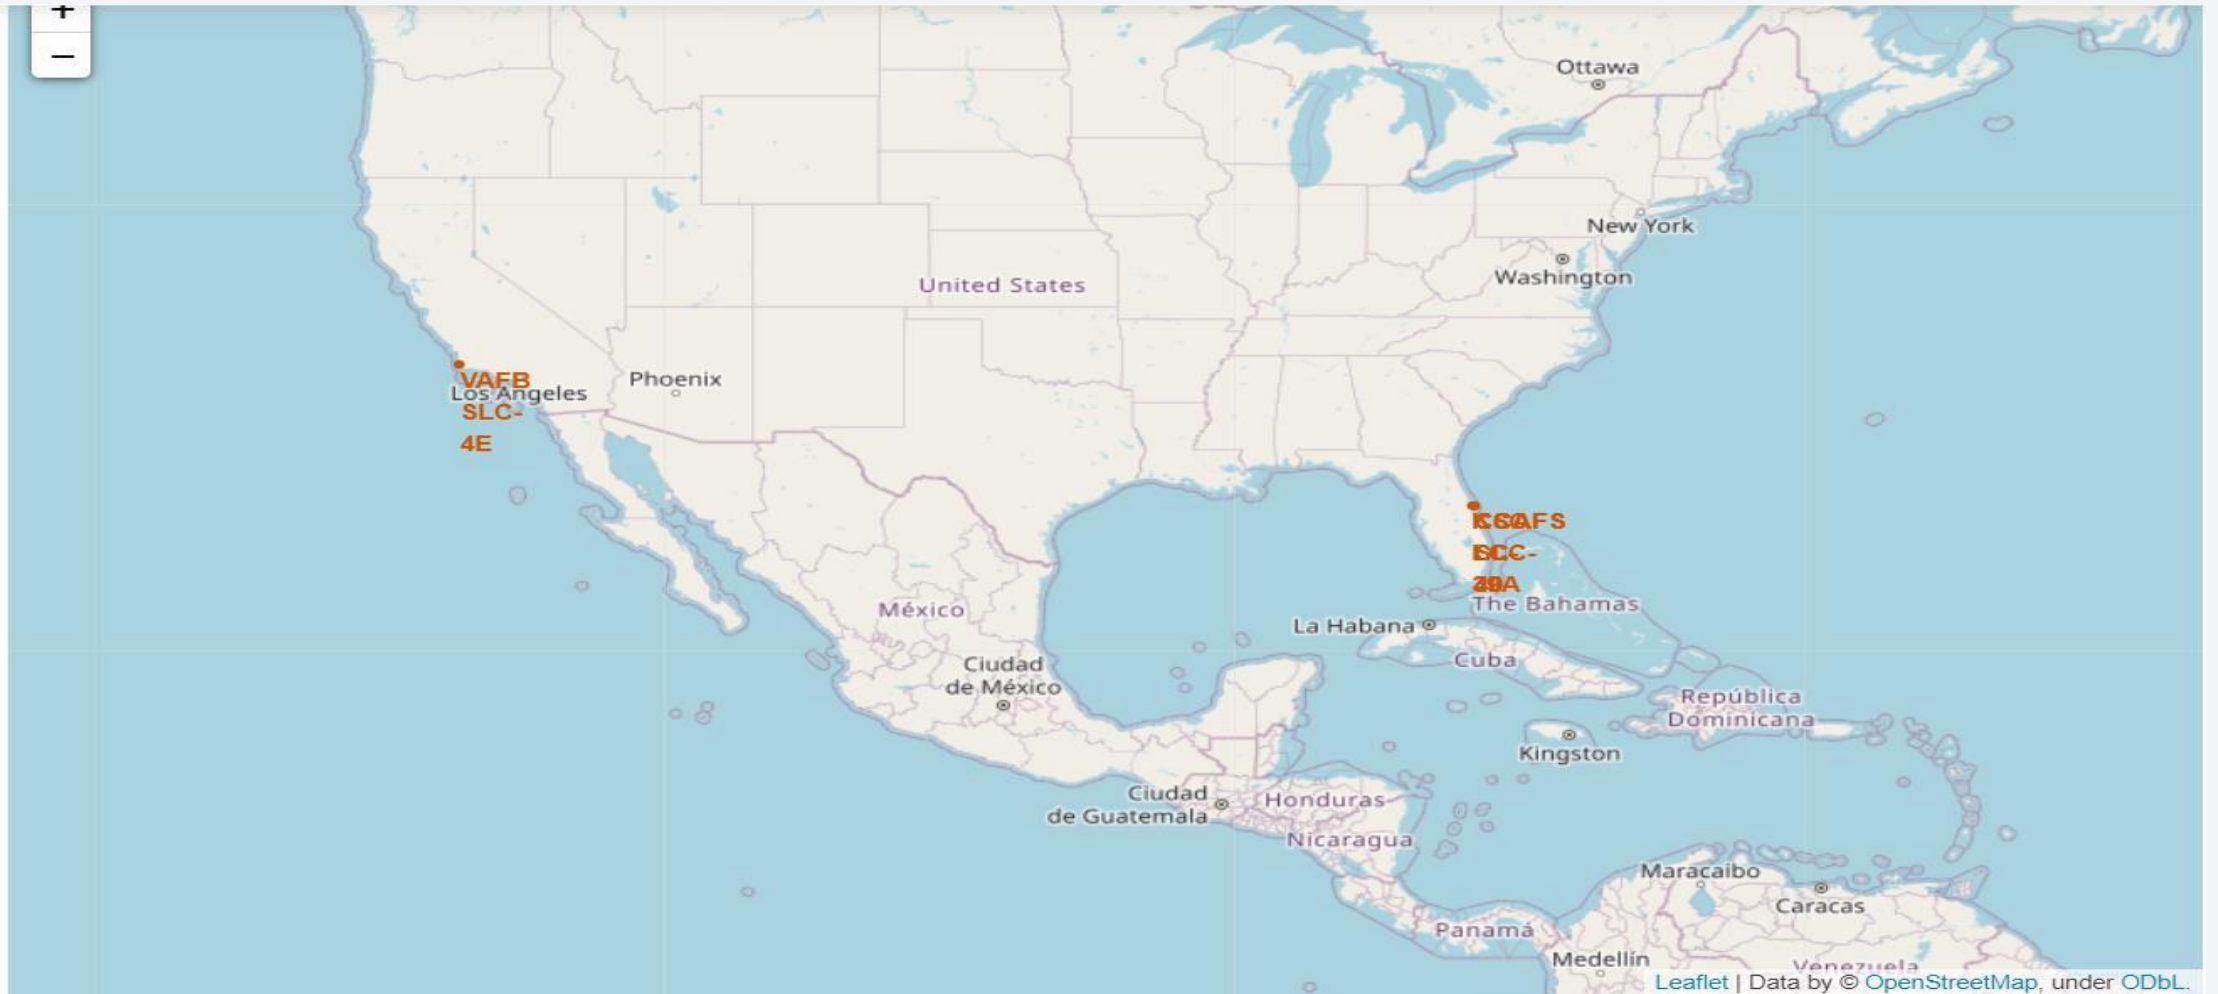 +
−
Ottawa
New York
Washington
United States
VAFB
SLC-
4E
Los Angeles
Phoenix
México
Ciudad
de México
La Habana
The Bahamas
Cuba
República
Dominicana
Kingston
Ciudad
de Guatemala
Honduras
Nicaragua
Maracaibo
Caracas
Panamá
Medellín
Venezuela
Leaflet | Data by © OpenStreetMap, under ODbL.